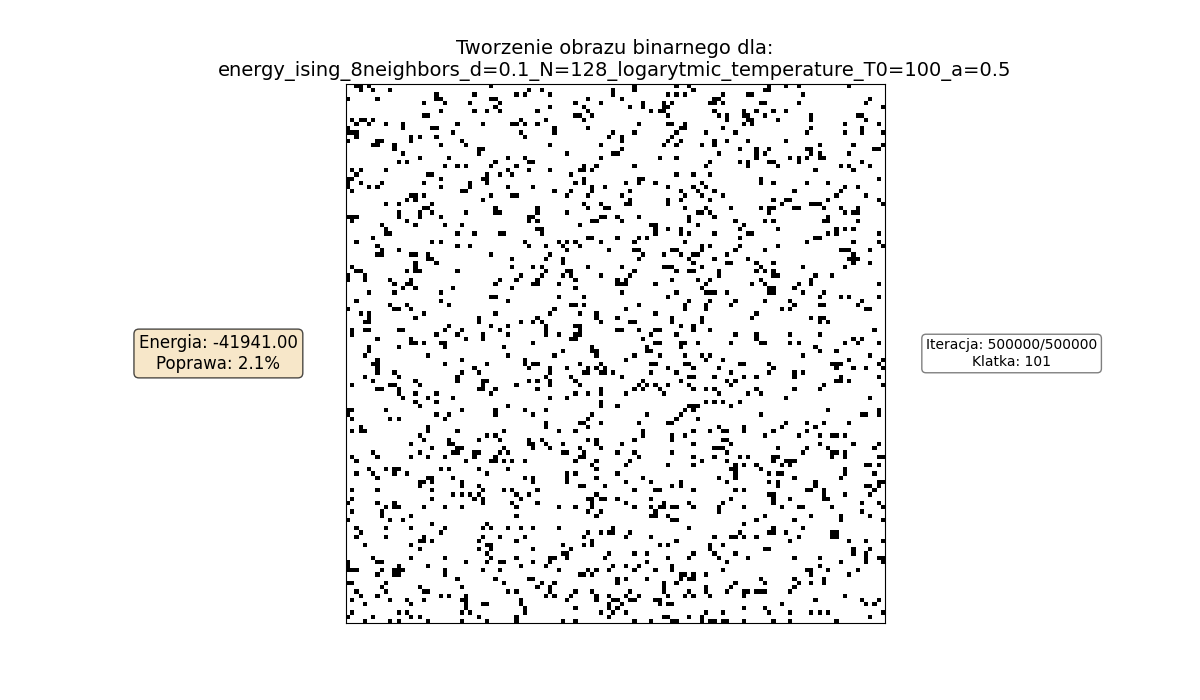 Tworzenie obrazu binarnego dla:
energy_ising_8neighbors_d=0.1_N=128_logarytmic_temperature_T0=100_a=0.5
Energia: -41941.00
Poprawa: 2.1%
Iteracja: 500000/500000
Klatka: 101